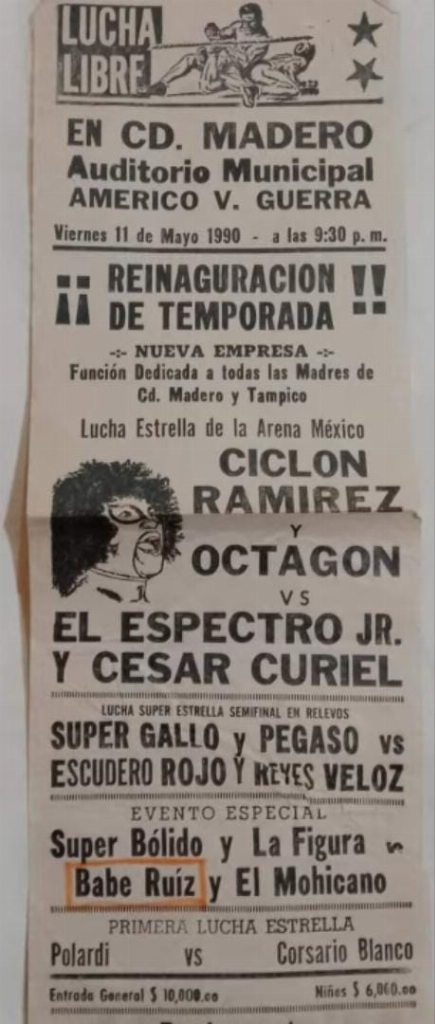 LUCHA
LIBRE
EN CD. MADERO
Auditorio Municipal
AMERICO V. GUERRA
Viernes 11 de Mayo 1990 - a las 9:30 p. m.
¡¡ REINAGURACION !!
DE TEMPORADA
-:- NUEVA EMPRESA -:-
Función Dedicada a todas las Madres de
Cd. Madero y Tampico
Lucha Estrella de la Arena México
CICLON
RAMIREZ
Y
OCTAGON
VS
EL ESPECTRO JR.
Y CESAR CURIEL
LUCHA SUPER ESTRELLA SEMIFINAL EN RELEVOS
SUPER GALLO y PEGASO vs
ESCUDERO ROJO Y REYES VELOZ
EVENTO ESPECIAL
Super Bólido y La Figura
Babe Ruíz y El Mohicano
PRIMERA LUCHA ESTRELLA
Polardi vs Corsario Blanco
Entrada General $ 10,000.00 Niños $ 6,000.00